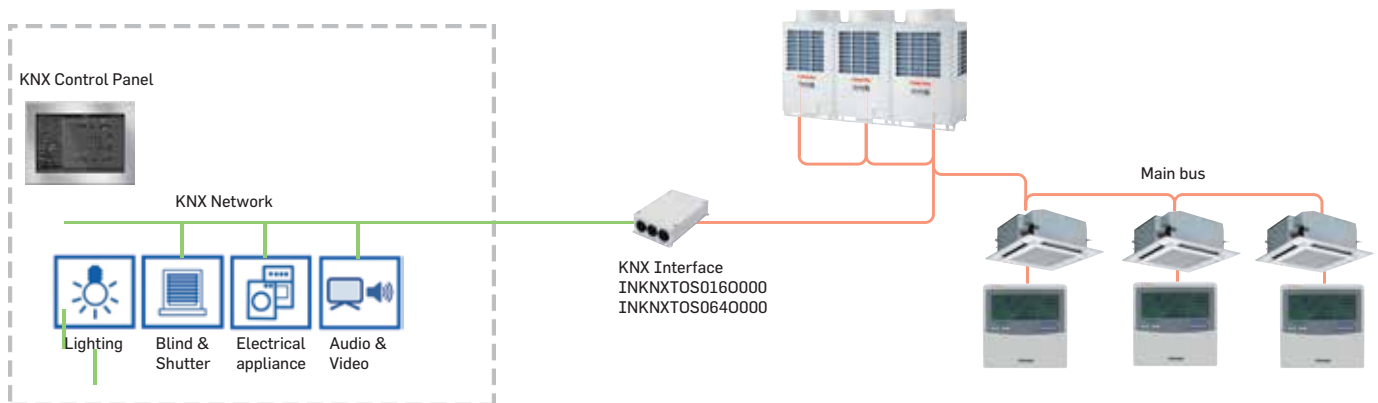 KNX Control Panel
KNX Network
Lighting
Blind &
Shutter
Electrical
appliance
Audio &
Video
KNX Interface
INKNXTOS016O000
INKNXTOS064O000
Main bus